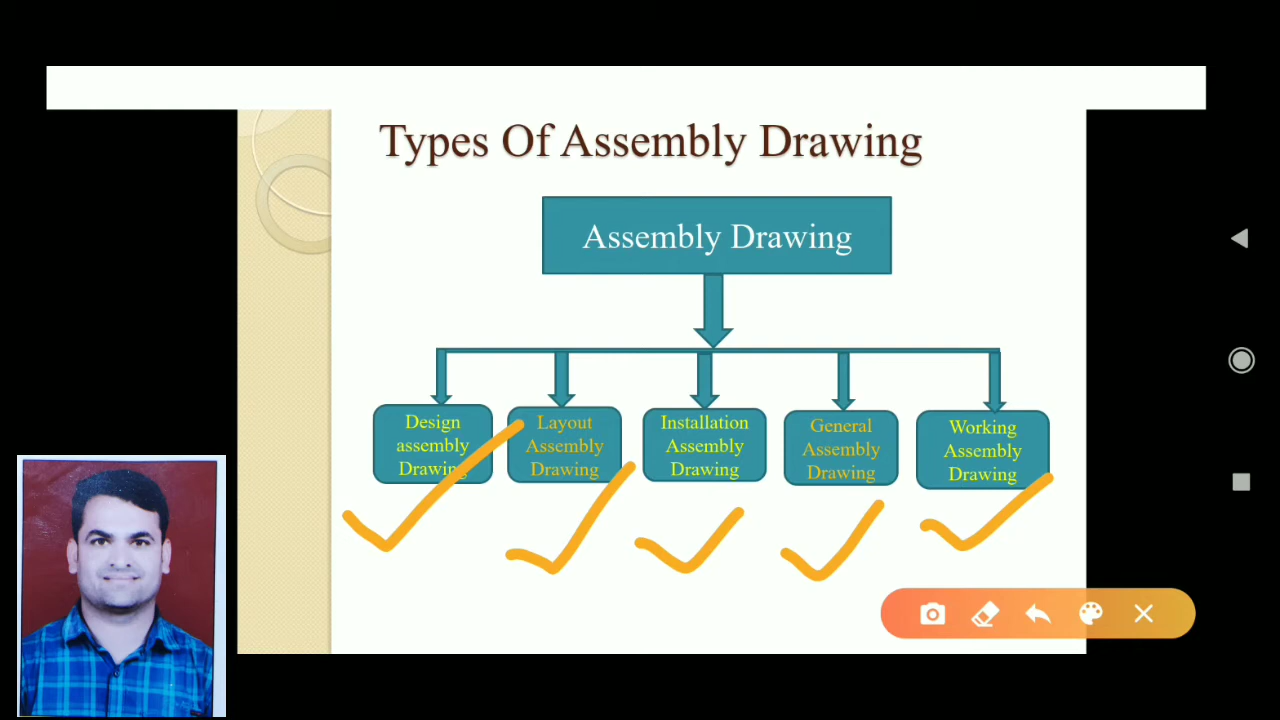 Types Of Assembly Drawing
Assembly Drawing
Design
assembly
Drawing
Layout
Assembly
Drawing
Installation
Assembly
Drawing
General
Assembly
Drawing
Working
Assembly
Drawing